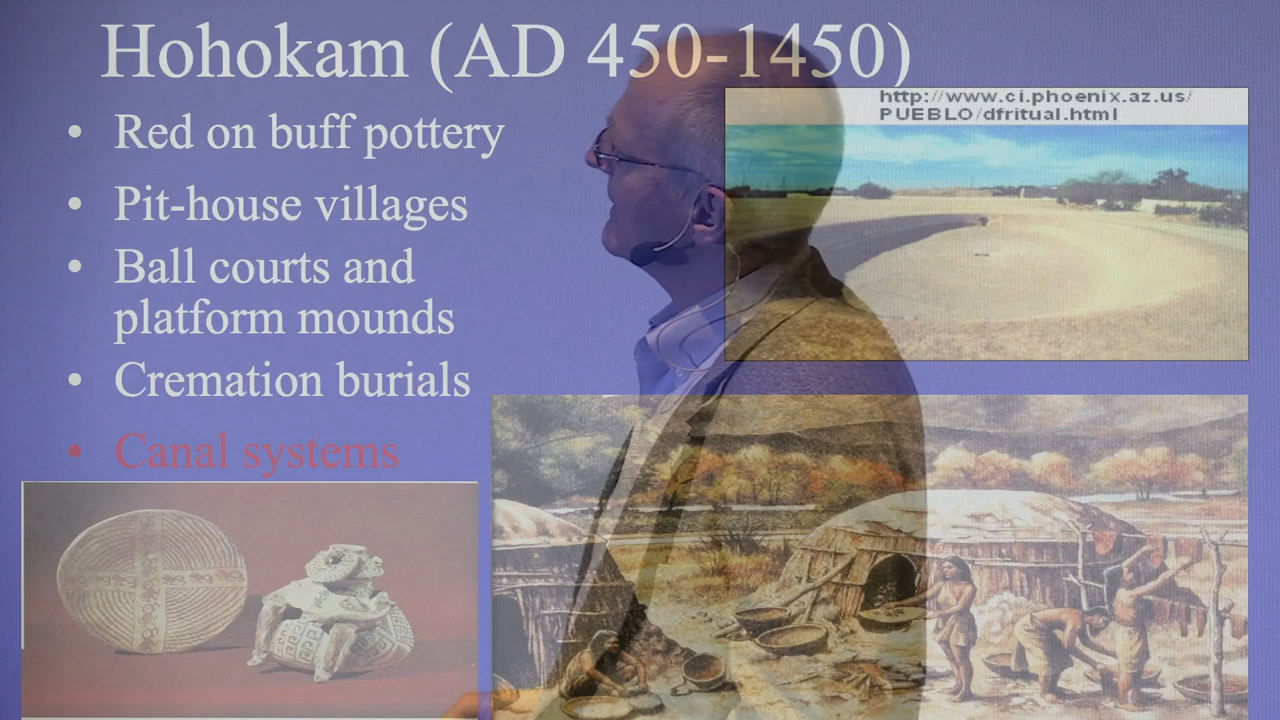 Hohokam (AD 450-1450)
• Red on buff pottery
• Pit-house villages
• Ball courts and
platform mounds
• Cremation burials
• Canal systems
http://www.ci.phoenix.az.us/
PUEBLO/dfritual.html